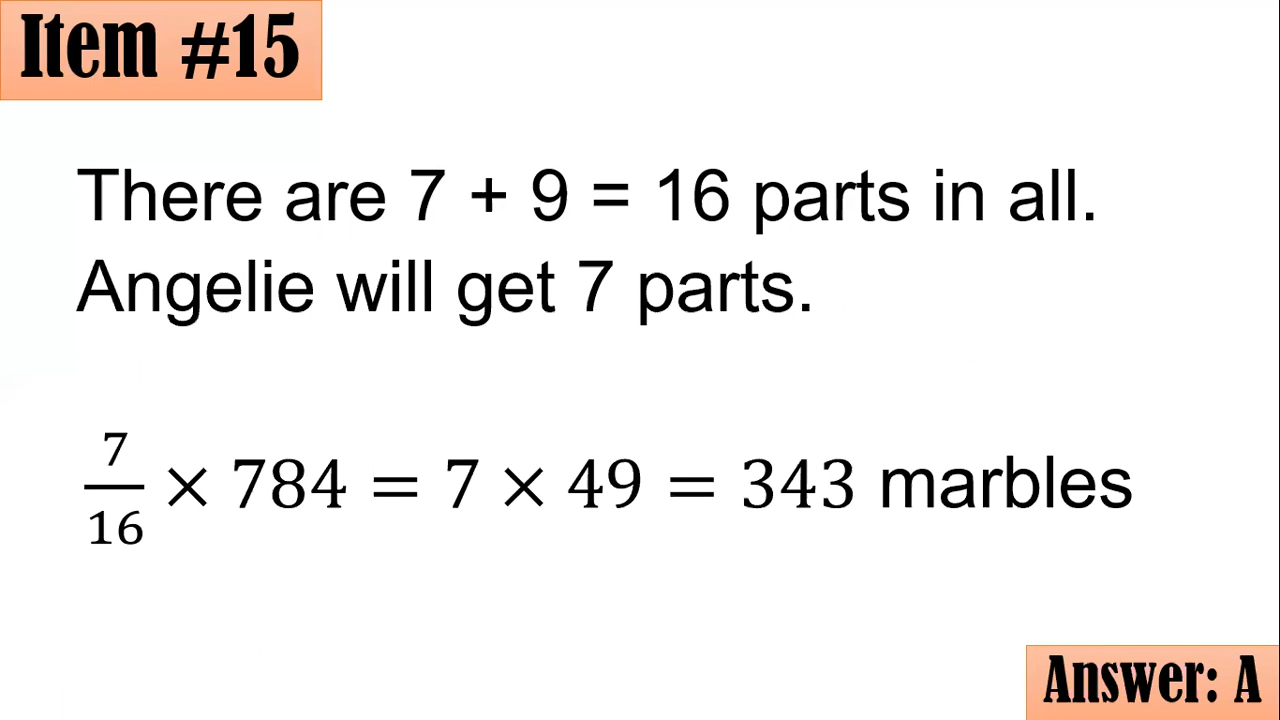 Item #15
There are 7 + 9 = 16 parts in all.
Angelie will get 7 parts.
7/16 × 784 = 7 × 49 = 343 marbles
Answer: A